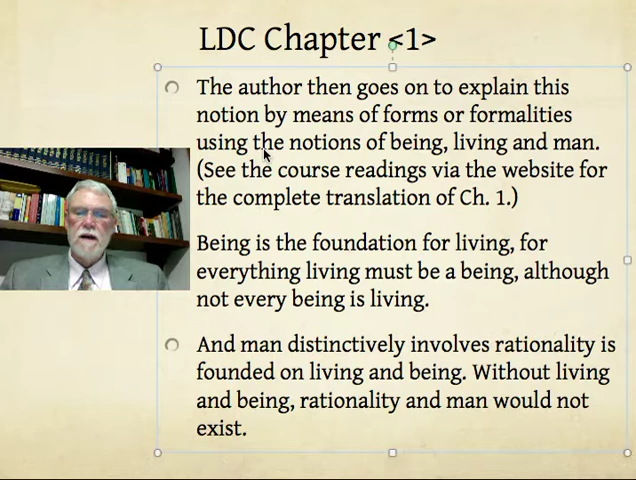 LDC Chapter <1>
The author then goes on to explain this
notion by means of forms or formalities
using the notions of being, living and man.
(See the course readings via the website for
the complete translation of Ch. 1.)
Being is the foundation for living, for
everything living must be a being, although
not every being is living.
And man distinctively involves rationality is
founded on living and being. Without living
and being, rationality and man would not
exist.